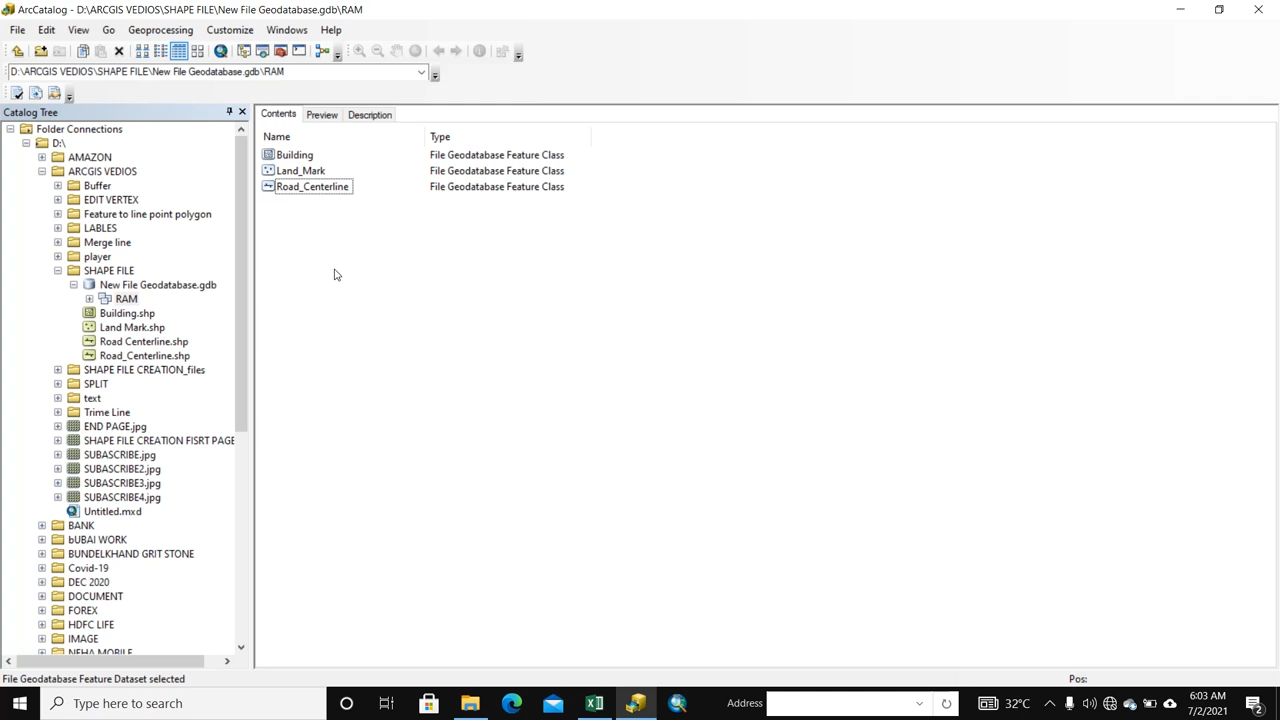 ArcCatalog - D:\ARCGIS VEDIOS\SHAPE FILE\New File Geodatabase.gdb\RAM
File Edit View Go Geoprocessing Customize Windows Help
D:\ARCGIS VEDIOS\SHAPE FILE\New File Geodatabase.gdb\RAM
Catalog Tree
Folder Connections
D:\
AMAZON
ARCGIS VEDIOS
Buffer
EDIT VERTEX
Feature to line point polygon
LABLES
Merge line
player
SHAPE FILE
New File Geodatabase.gdb
RAM
Building.shp
Land Mark.shp
Road Centerline.shp
Road_Centerline.shp
SHAPE FILE CREATION_files
SPLIT
text
Trime Line
END PAGE.jpg
SHAPE FILE CREATION FISRT PAGE
SUBASCRIBE.jpg
SUBASCRIBE2.jpg
SUBASCRIBE3.jpg
SUBASCRIBE4.jpg
Untitled.mxd
BANK
bUBAI WORK
BUNDELKHAND GRIT STONE
Covid-19
DEC 2020
DOCUMENT
FOREX
HDFC LIFE
IMAGE
NEHA MOBILE
Contents Preview Description
Name Type
Building File Geodatabase Feature Class
Land_Mark File Geodatabase Feature Class
Road_Centerline File Geodatabase Feature Class
File Geodatabase Feature Dataset selected
Pos:
Type here to search
Address
32°C
6:03 AM
7/2/2021
2